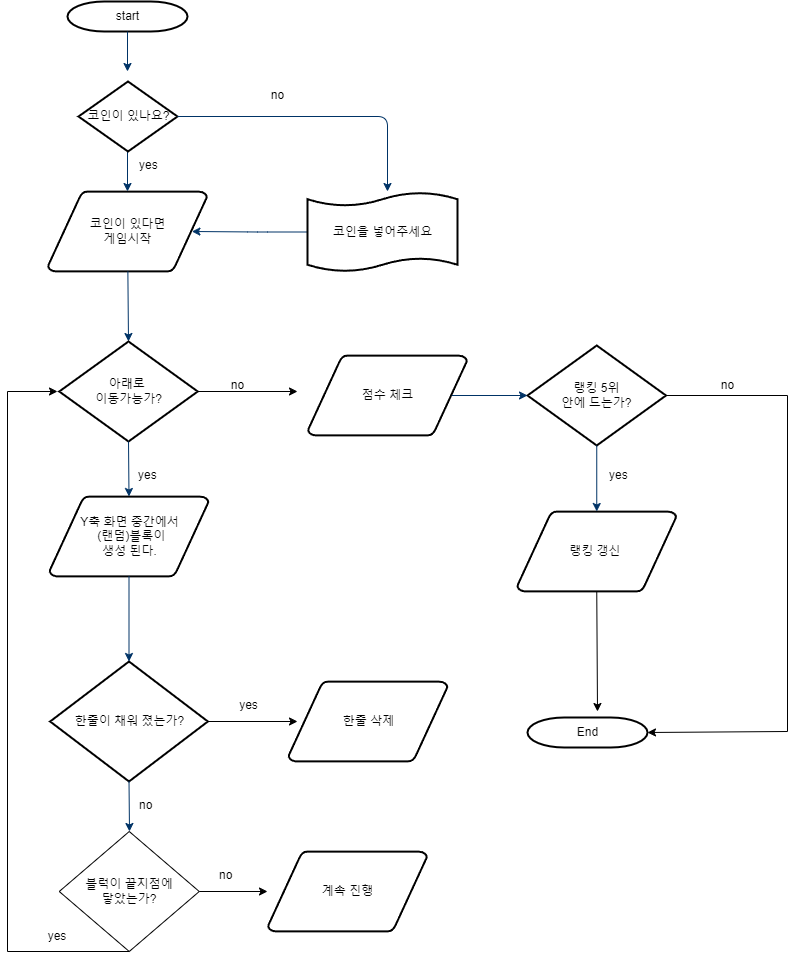 start
no
코인이 있나요?
yes
코인이 있다면
게임시작
코인을 넣어주세요
아래로
이동가능가?
no
점수 체크
랭킹 5위
안에 드는가?
no
yes
yes
Y축 화면 중간에서
(랜덤)블록이
생성 된다.
랭킹 갱신
한줄이 채워 졌는가?
yes
한줄 삭제
End
no
블럭이 끝지점에
닿았는가?
no
계속 진행
yes